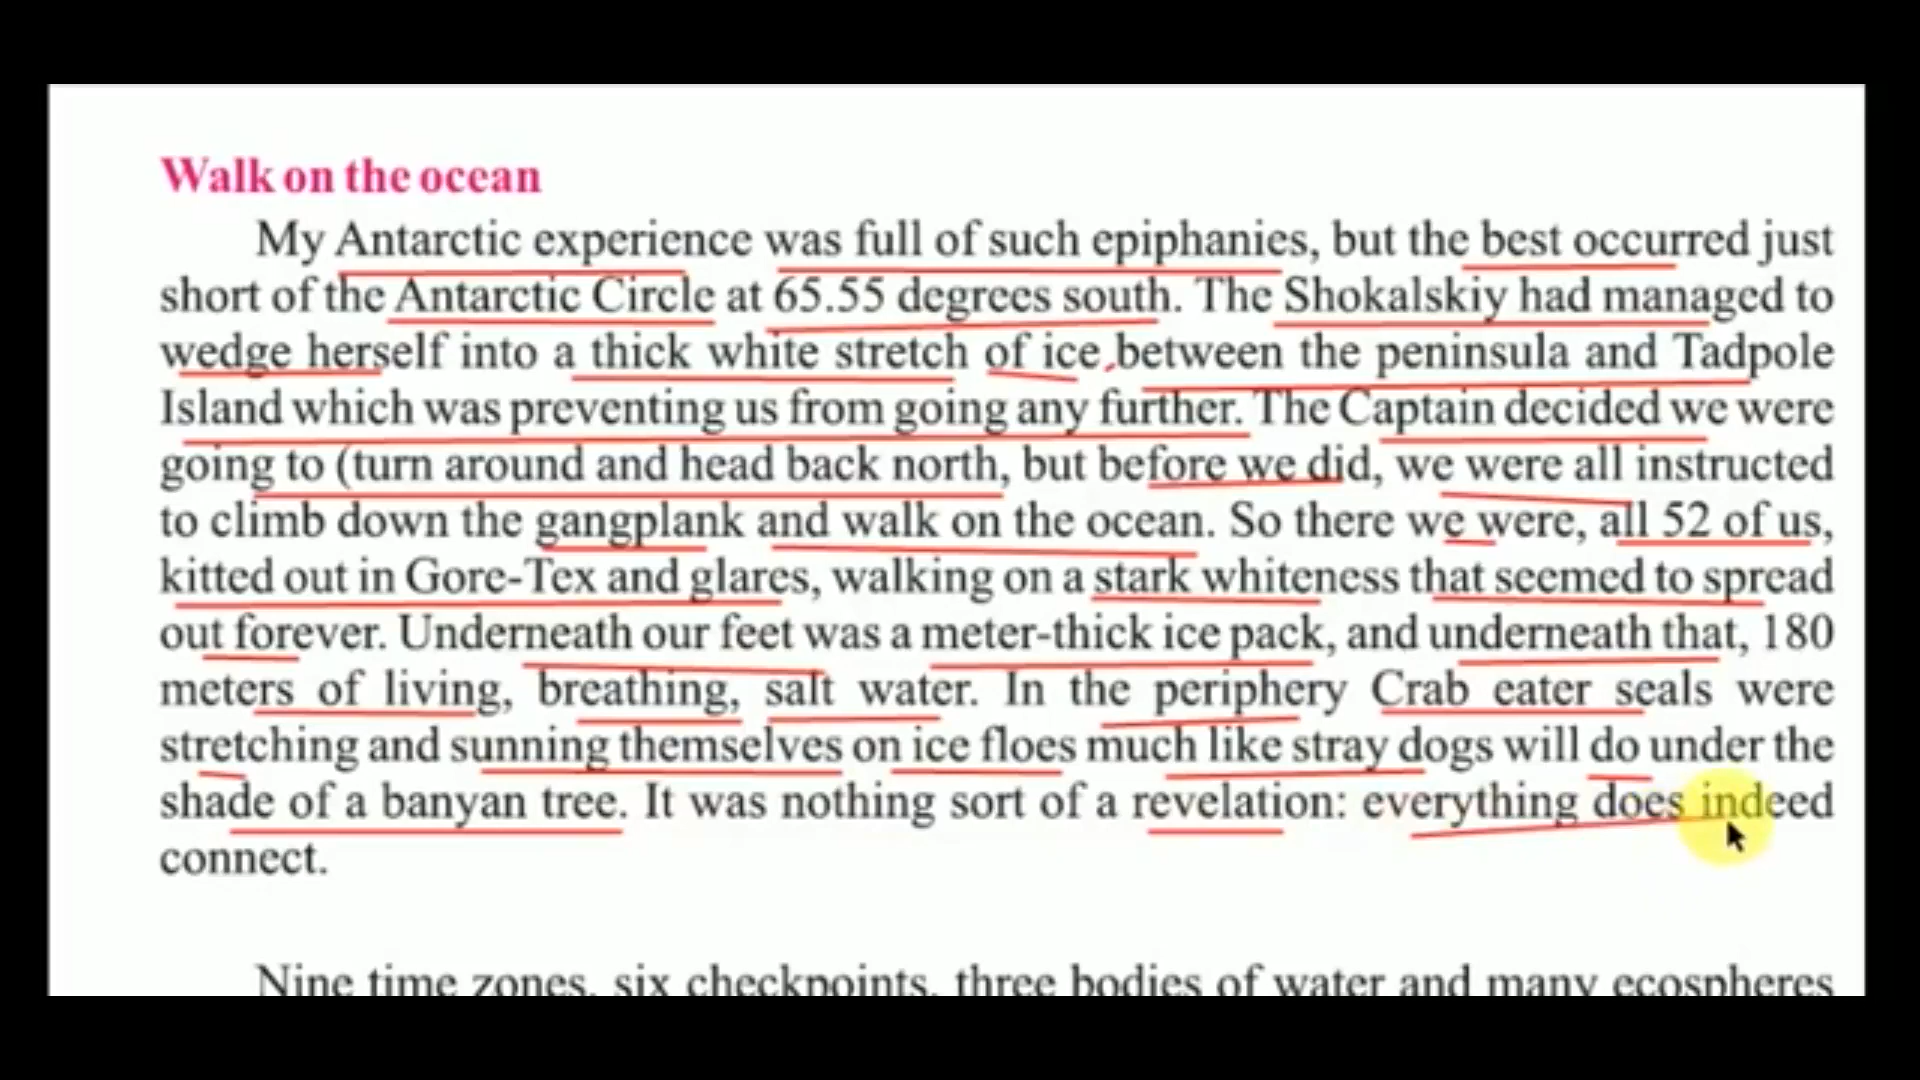 Walk on the ocean
My Antarctic experience was full of such epiphanies, but the best occurred just
short of the Antarctic Circle at 65.55 degrees south. The Shokalskiy had managed to
wedge herself into a thick white stretch of ice between the peninsula and Tadpole
Island which was preventing us from going any further. The Captain decided we were
going to (turn around and head back north, but before we did, we were all instructed
to climb down the gangplank and walk on the ocean. So there we were, all 52 of us,
kitted out in Gore-Tex and glares, walking on a stark whiteness that seemed to spread
out forever. Underneath our feet was a meter-thick ice pack, and underneath that, 180
meters of living, breathing, salt water. In the periphery Crab eater seals were
stretching and sunning themselves on ice floes much like stray dogs will do under the
shade of a banyan tree. It was nothing sort of a revelation: everything does indeed
connect.
Nine time zones, six checkpoints, three bodies of water and many ecospheres